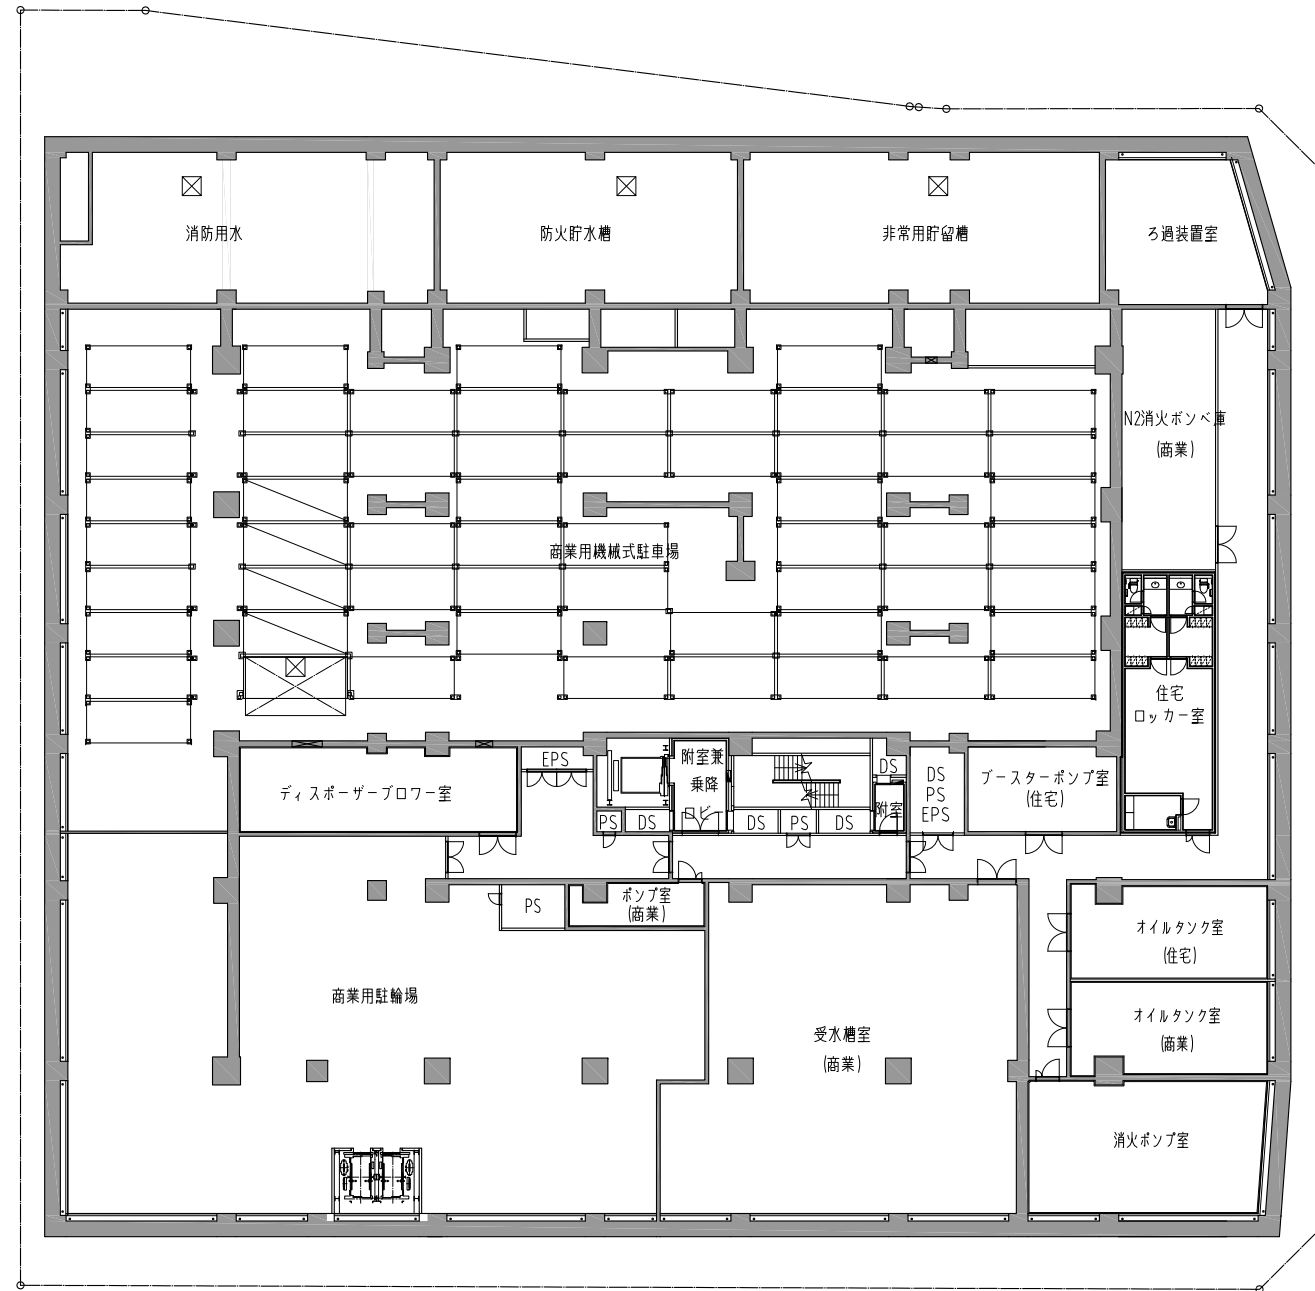 消防用水
防火貯水槽
非常用貯留槽
ろ過装置室
N2消火ボンベ庫
(商業)
商業用機械式駐車場
住宅
ロッカー室
EPS
附室兼
乗降
ロビー
DS
附室
DS
PS
EPS
ブースターポンプ室
(住宅)
ディスポーザーブロワー室
PS
DS
DS
PS
DS
PS
ポンプ室
(商業)
オイルタンク室
(住宅)
商業用駐輪場
オイルタンク室
(商業)
受水槽室
(商業)
消火ポンプ室